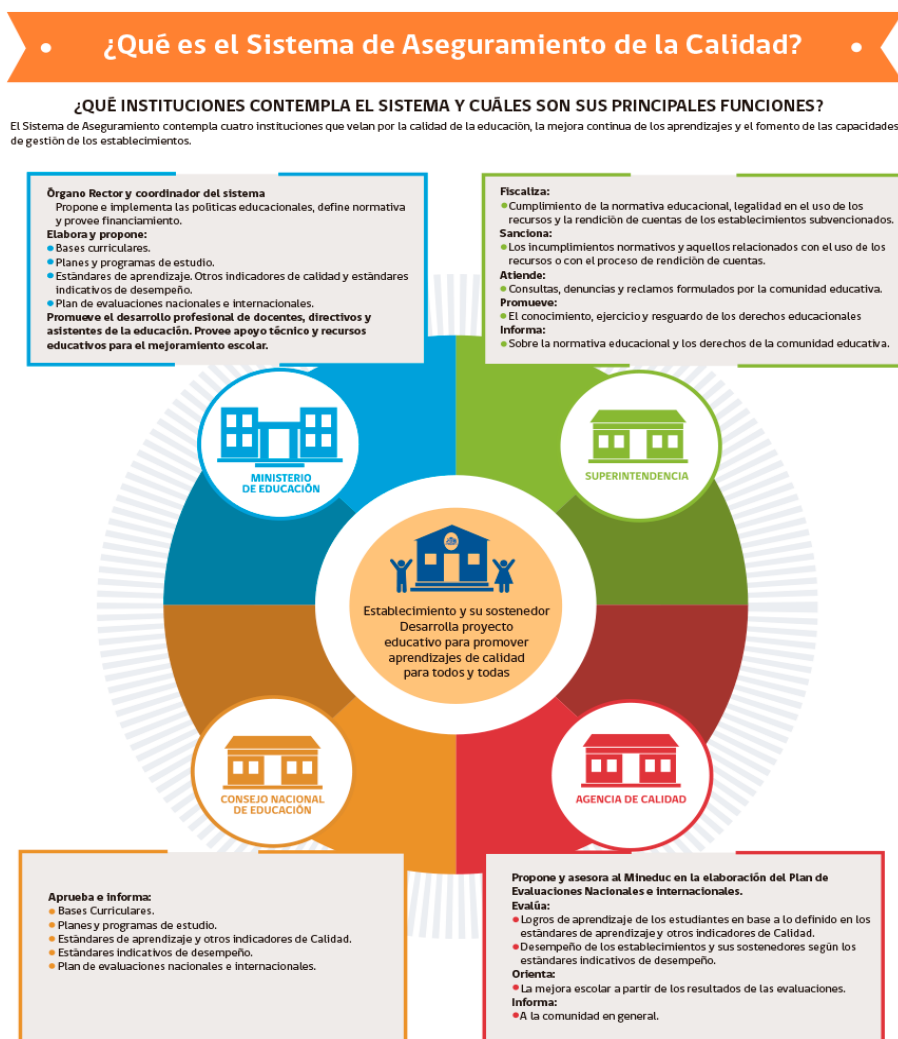 ¿Qué es el Sistema de Aseguramiento de la Calidad?
¿QUÉ INSTITUCIONES CONTEMPLA EL SISTEMA Y CUÁLES SON SUS PRINCIPALES FUNCIONES?
El Sistema de Aseguramiento contempla cuatro instituciones que velan por la calidad de la educación, la mejora continua de los aprendizajes y el fomento de las capacidades
de gestión de los establecimientos.
Órgano Rector y coordinador del sistema
Propone e implementa las políticas educacionales, define normativa
y provee financiamiento.
Elabora y propone:
• Bases curriculares.
• Planes y programas de estudio.
• Estándares de aprendizaje. Otros indicadores de calidad y estándares
indicativos de desempeño.
• Plan de evaluaciones nacionales e internacionales.
Promueve el desarrollo profesional de docentes, directivos y
asistentes de la educación. Provee apoyo técnico y recursos
educativos para el mejoramiento escolar.
Fiscaliza:
• Cumplimiento de la normativa educacional, legalidad en el uso de los
recursos y la rendición de cuentas de los establecimientos subvencionados.
Sanciona:
• Los incumplimientos normativos y aquellos relacionados con el uso de los
recursos o con el proceso de rendición de cuentas.
Atiende:
• Consultas, denuncias y reclamos formulados por la comunidad educativa.
Promueve:
• El conocimiento, ejercicio y resguardo de los derechos educacionales
Informa:
• Sobre la normativa educacional y los derechos de la comunidad educativa.
MINISTERIO
DE EDUCACIÓN
SUPERINTENDENCIA
Establecimiento y su sostenedor
Desarrolla proyecto
educativo para promover
aprendizajes de calidad
para todos y todas
CONSEJO NACIONAL
DE EDUCACIÓN
AGENCIA DE CALIDAD
Aprueba e informa:
• Bases Curriculares.
• Planes y programas de estudio.
• Estándares de aprendizaje y otros indicadores de Calidad.
• Estándares indicativos de desempeño.
• Plan de evaluaciones nacionales e internacionales.
Propone y asesora al Mineduc en la elaboración del Plan de
Evaluaciones Nacionales e internacionales.
Evalúa:
• Logros de aprendizaje de los estudiantes en base a lo definido en los
estándares de aprendizaje y otros indicadores de Calidad.
• Desempeño de los establecimientos y sus sostenedores según los
estándares indicativos de desempeño.
Orienta:
• La mejora escolar a partir de los resultados de las evaluaciones.
Informa:
• A la comunidad en general.